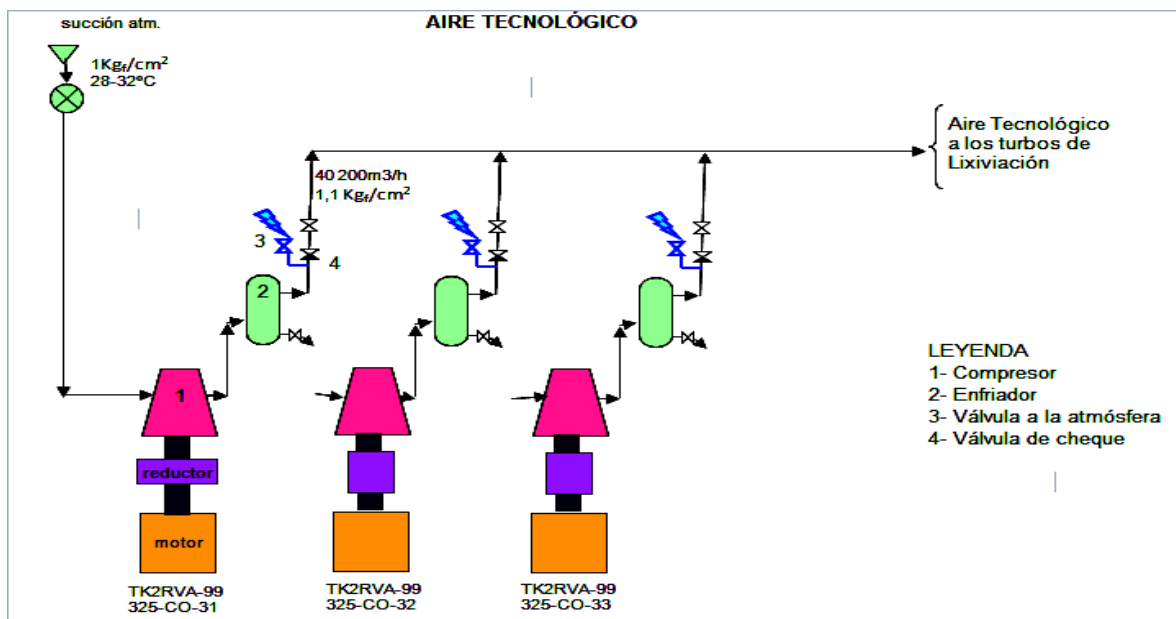 succión atm.
AIRE TECNOLÓGICO
1Kgf/cm²
28-32°C
Aire Tecnológico
a los turbos de
Lixiviación
40 200m3/h
1,1 Kgf/cm²
3
4
2
1
LEYENDA
1- Compresor
2- Enfriador
3- Válvula a la atmósfera
4- Válvula de cheque
reductor
motor
TK2RVA-99
325-CO-31
TK2RVA-99
325-CO-32
TK2RVA-99
325-CO-33